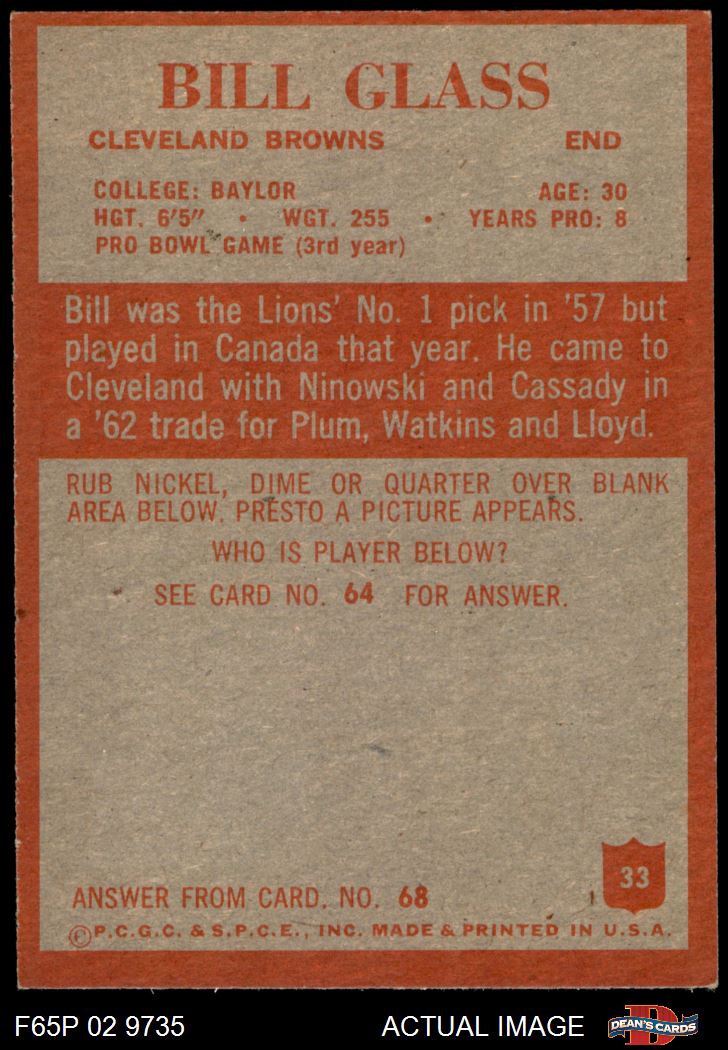 BILL GLASS
CLEVELAND BROWNS END
COLLEGE: BAYLOR AGE: 30
HGT. 6'5" • WGT. 255 • YEARS PRO: 8
PRO BOWL GAME (3rd year)
Bill was the Lions' No. 1 pick in '57 but
played in Canada that year. He came to
Cleveland with Ninowski and Cassady in
a '62 trade for Plum, Watkins and Lloyd.
RUB NICKEL, DIME OR QUARTER OVER BLANK
AREA BELOW. PRESTO A PICTURE APPEARS.
WHO IS PLAYER BELOW?
SEE CARD NO. 64 FOR ANSWER.
33
ANSWER FROM CARD. NO. 68
©P.C.G.C. & S.P.C.E., INC. MADE & PRINTED IN U.S.A.
F65P 02 9735 ACTUAL IMAGE DEAN'S CARDS